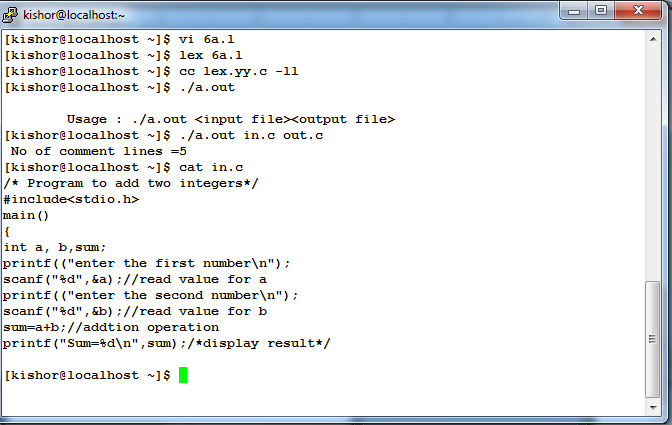 kishor@localhost:~
[kishor@localhost ~]$ vi 6a.l
[kishor@localhost ~]$ lex 6a.l
[kishor@localhost ~]$ cc lex.yy.c -ll
[kishor@localhost ~]$ ./a.out
Usage : ./a.out <input file><output file>
[kishor@localhost ~]$ ./a.out in.c out.c
No of comment lines =5
[kishor@localhost ~]$ cat in.c
/* Program to add two integers*/
#include<stdio.h>
main()
{
int a, b,sum;
printf(("enter the first number\n");
scanf("%d",&a);//read value for a
printf(("enter the second number\n");
scanf("%d",&b);//read value for b
sum=a+b;//addtion operation
printf("Sum=%d\n",sum);/*display result*/
[kishor@localhost ~]$